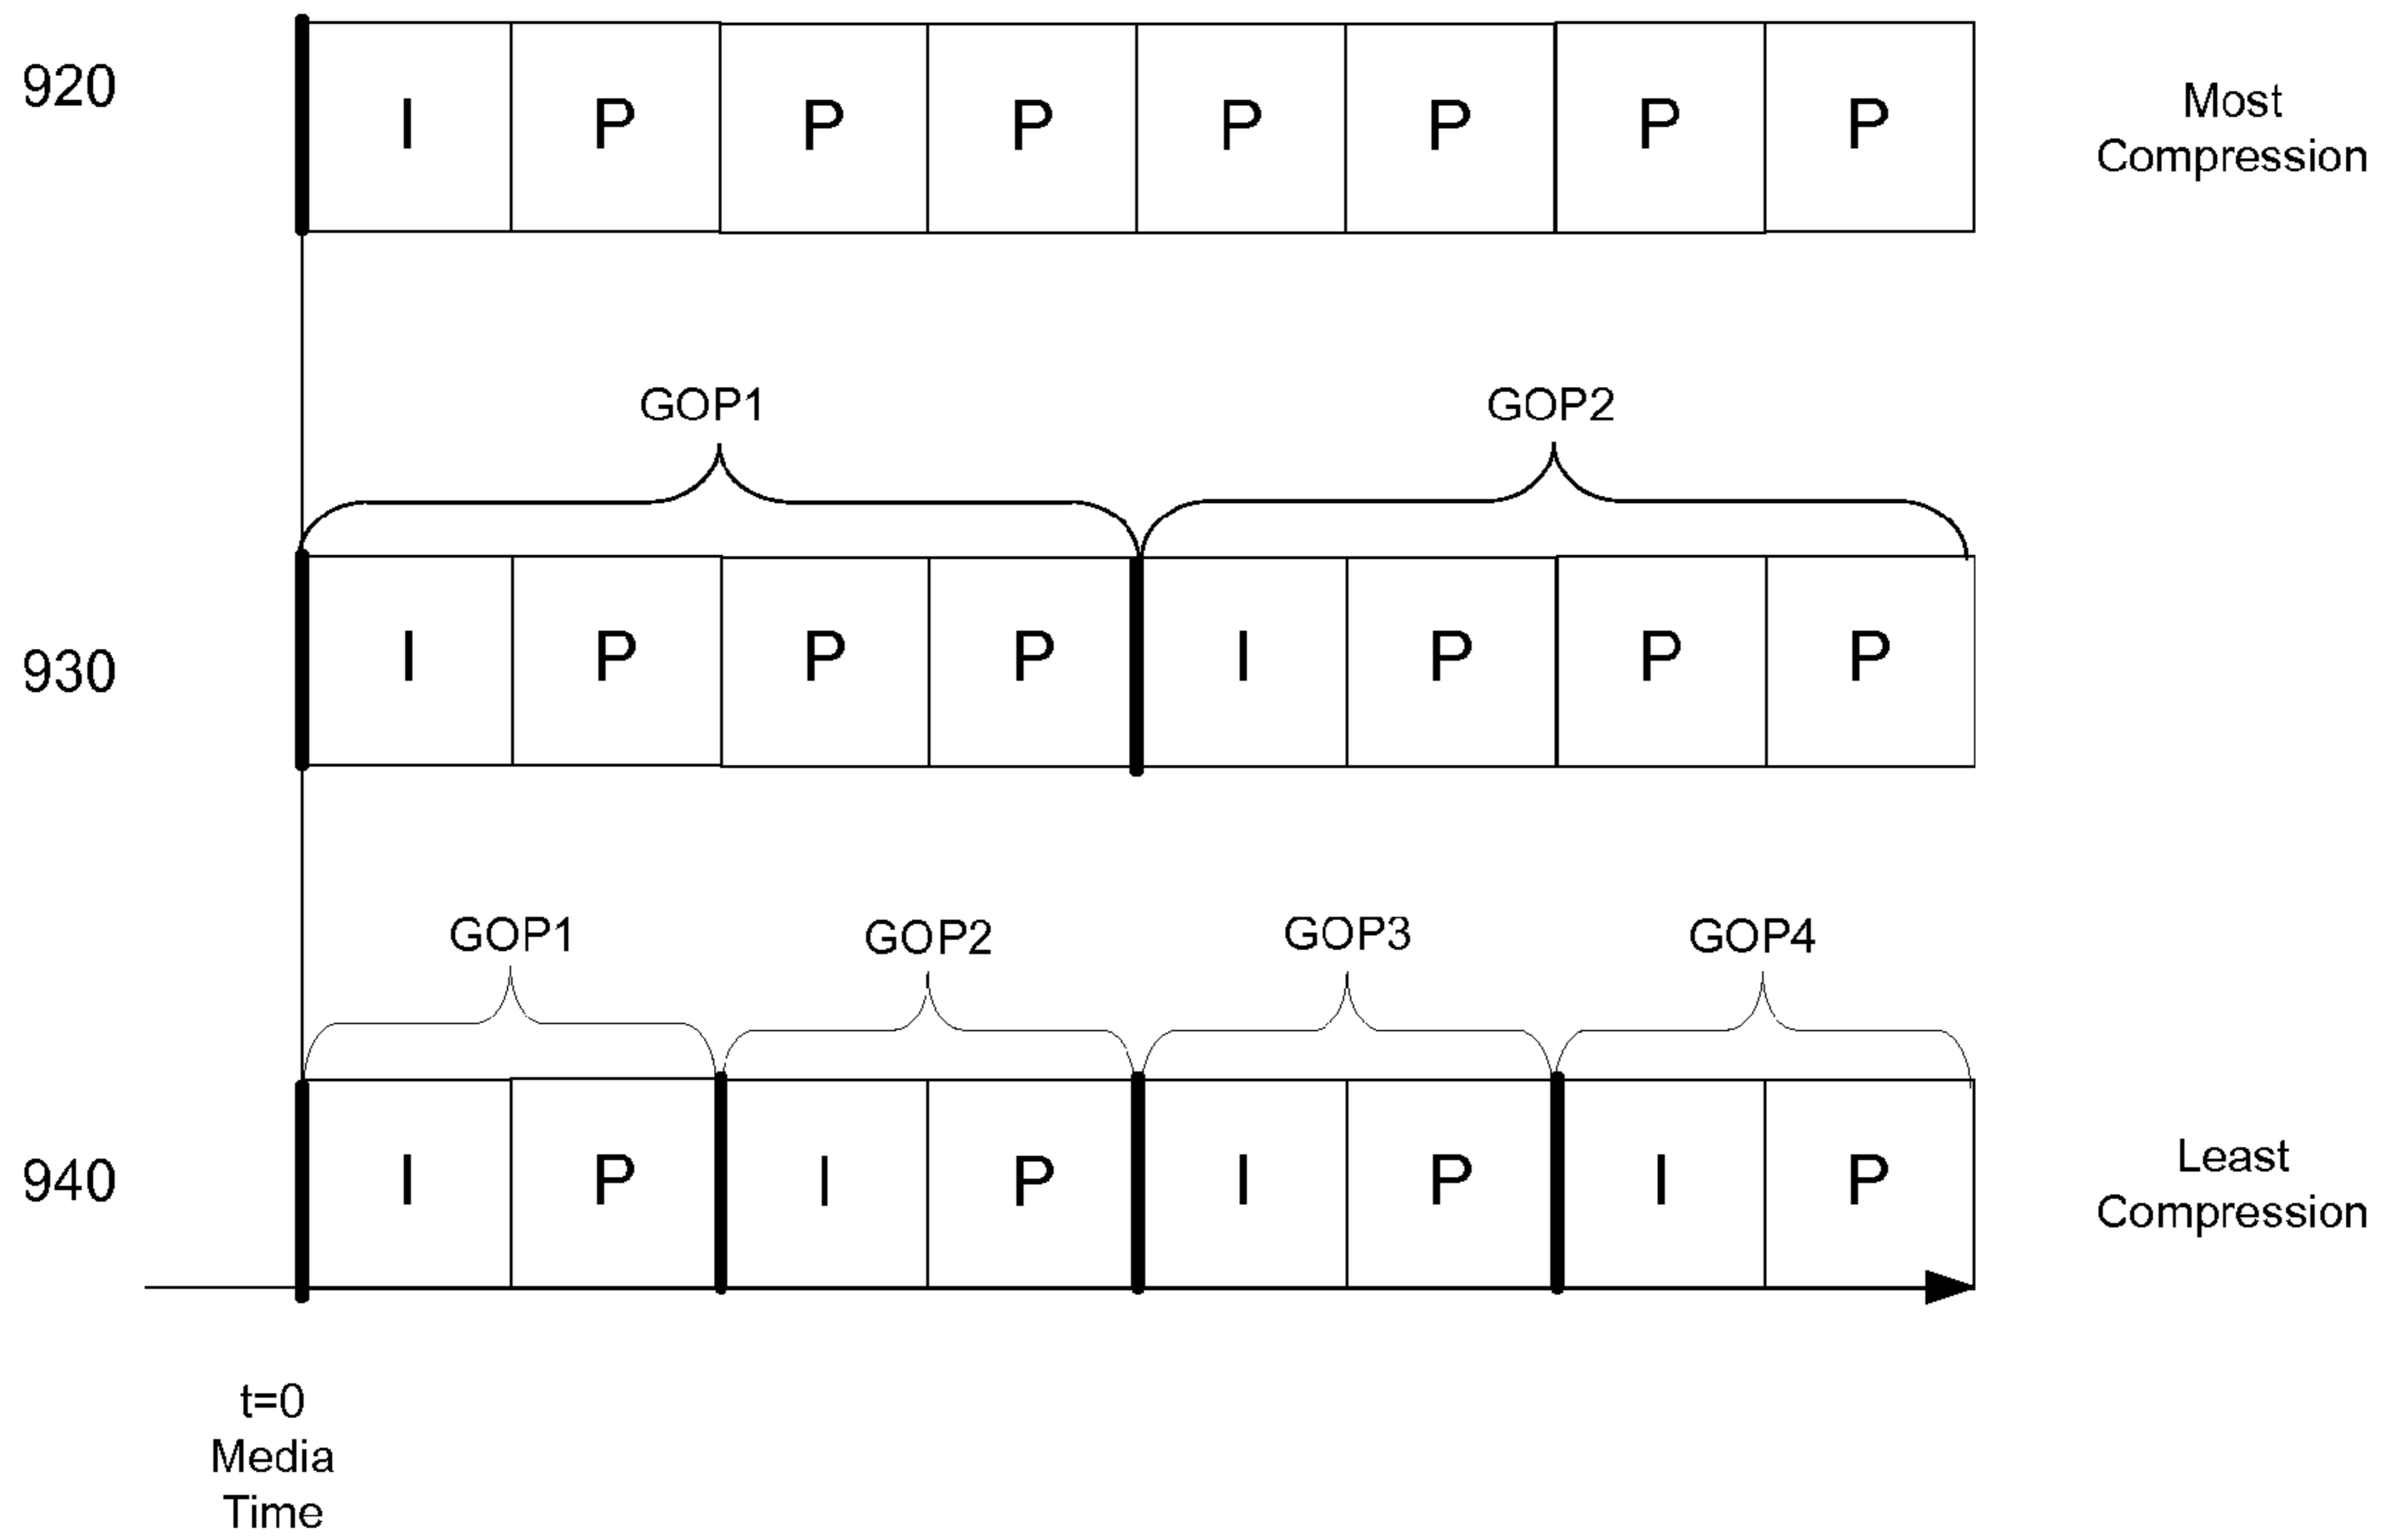 920 I P P P P P P P Most
Compression
GOP1 GOP2
930 I P P P I P P P
GOP1 GOP2 GOP3 GOP4
940 I P I P I P I P Least
Compression
t=0
Media
Time